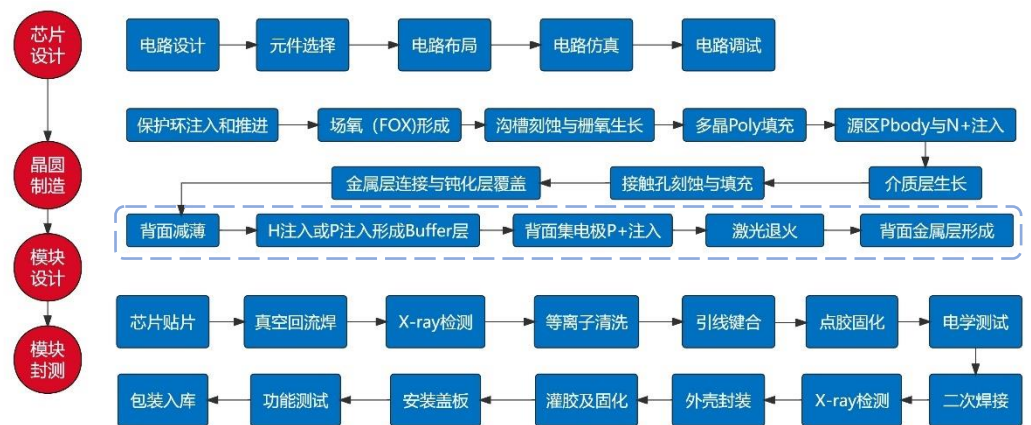 芯片
设计
电路设计
元件选择
电路布局
电路仿真
电路调试
晶圆
制造
保护环注入和推进
场氧（FOX)形成
沟槽刻蚀与栅氧生长
多晶Poly填充
源区Pbody与N+注入
金属层连接与钝化层覆盖
接触孔刻蚀与填充
介质层生长
背面减薄
H注入或P注入形成Buffer层
背面集电极P+注入
激光退火
背面金属层形成
模块
设计
模块
封测
芯片贴片
真空回流焊
X-ray检测
等离子清洗
引线键合
点胶固化
电学测试
包装入库
功能测试
安装盖板
灌胶及固化
外壳封装
X-ray检测
二次焊接